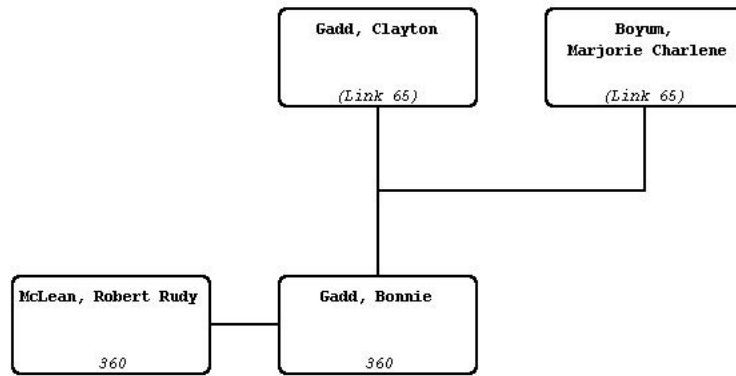 Gadd, Clayton
(Link 65)
Boyum,
Marjorie Charlene
(Link 65)
McLean, Robert Rudy
360
Gadd, Bonnie
360